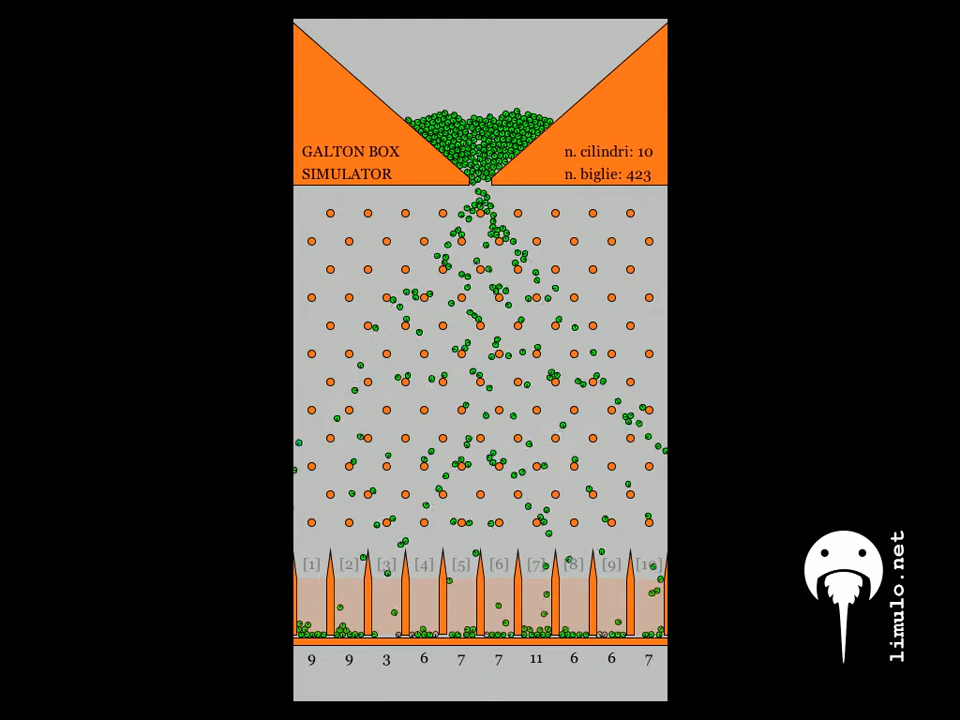 GALTON BOX
SIMULATOR
n. cilindri: 10
n. biglie: 423
[1] [2] [3] [4] [5] [6] [7] [8] [9] [10]
9 9 3 6 7 7 11 6 6 7
limulo.net